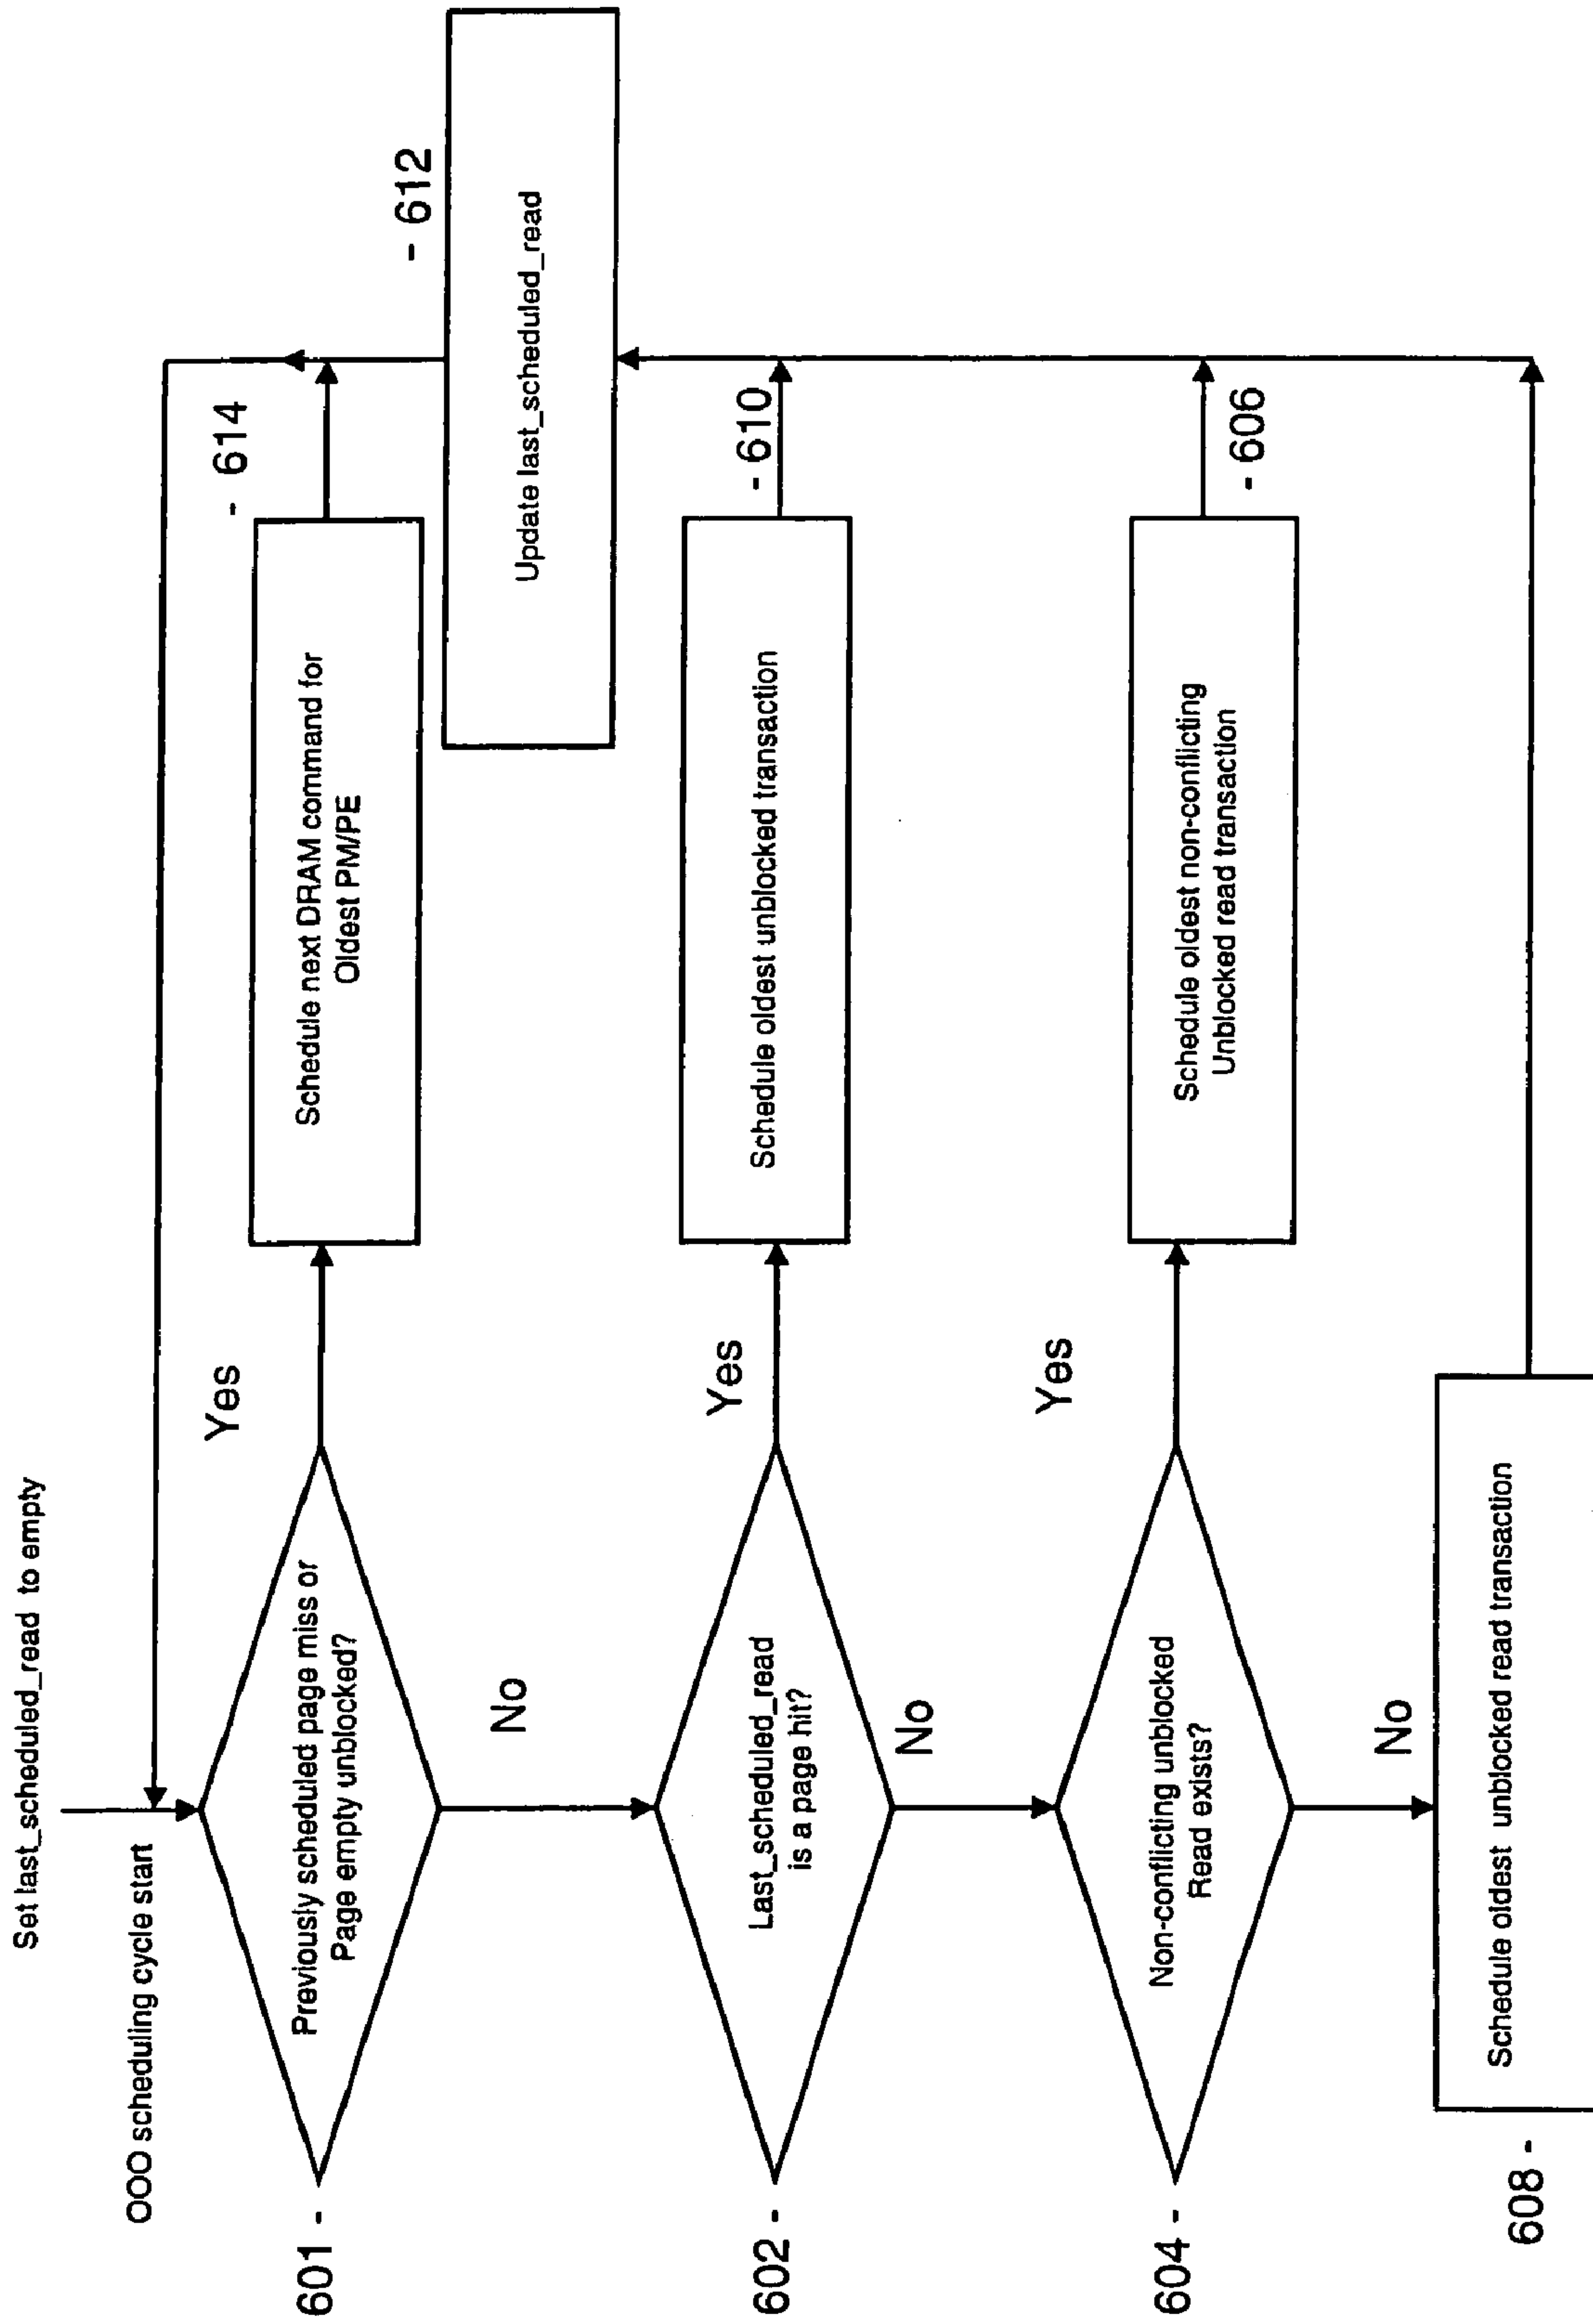 Set last_scheduled_read to empty
OOO scheduling cycle start
601 -
Previously scheduled page miss or
Page empty unblocked?
Yes
Schedule next DRAM command for
Oldest PM/PE
- 614
No
- 612
Update last_scheduled_read
602 -
Last_scheduled_read
is a page hit?
Yes
Schedule oldest unblocked transaction
- 610
No
604 -
Non-conflicting unblocked
Read exists?
Yes
Schedule oldest non-conflicting
Unblocked read transaction
- 606
No
608 -
Schedule oldest unblocked read transaction